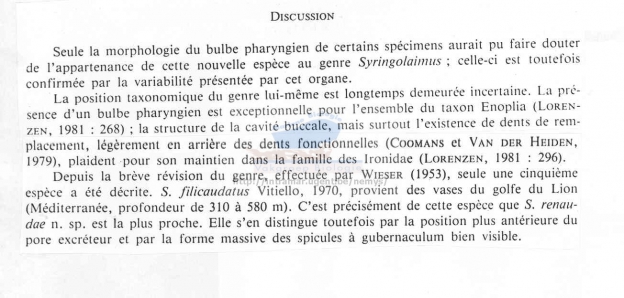 DISCUSSION
Seule la morphologie du bulbe pharyngien de certains spécimens aurait pu faire douter
de l'appartenance de cette nouvelle espèce au genre Syringolaimus ; celle-ci est toutefois
confirmée par la variabilité présentée par cet organe.
La position taxonomique du genre lui-même est longtemps demeurée incertaine. La pré-
sence d'un bulbe pharyngien est exceptionnelle pour l'ensemble du taxon Enoplia (LOREN-
ZEN, 1981 : 268) ; la structure de la cavité buccale, mais surtout l'existence de dents de rem-
placement, légèrement en arrière des dents fonctionnelles (COOMANS et VAN DER HEIDEN,
1979), plaident pour son maintien dans la famille des Ironidae (LORENZEN, 1981 : 296).
Depuis la brève révision du genre, effectuée par WIESER (1953), seule une cinquième
espèce a été décrite. S. filicaudatus Vitiello, 1970, provient des vases du golfe du Lion
(Méditerranée, profondeur de 310 à 580 m). C'est précisément de cette espèce que S. renau-
dae n. sp. est la plus proche. Elle s'en distingue toutefois par la position plus antérieure du
pore excréteur et par la forme massive des spicules à gubernaculum bien visible.